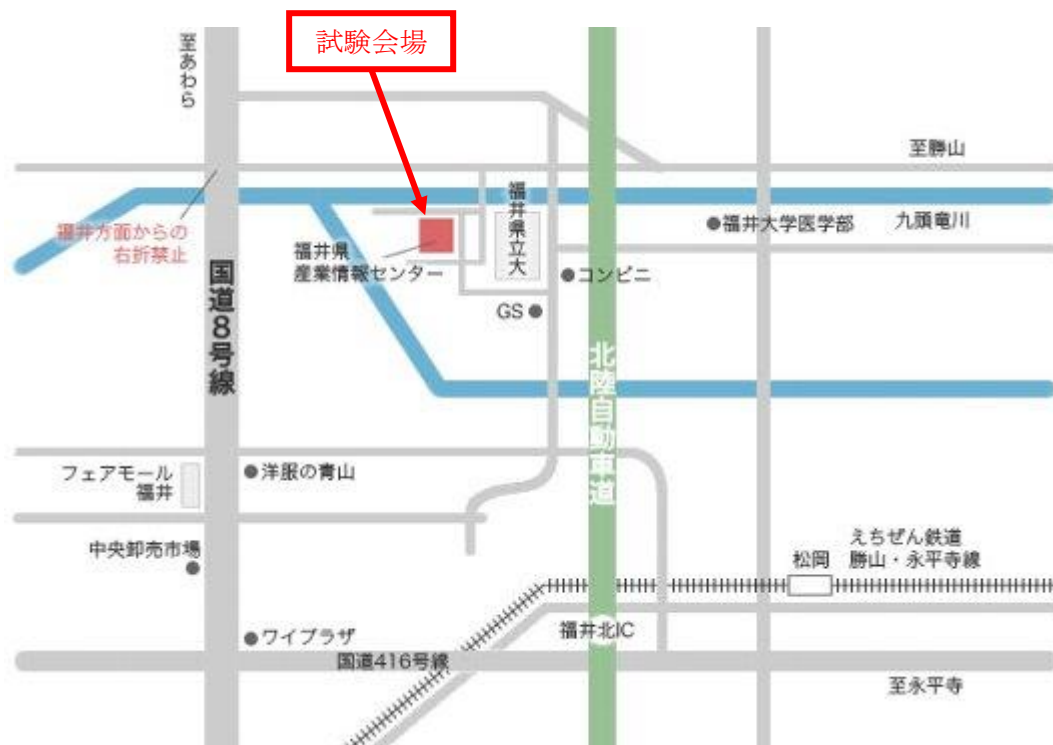 試験会場
至あわら
至勝山
福井方面からの
右折禁止
福井県
産業情報センター
福井県立大
福井大学医学部
九頭竜川
コンビニ
GS
国道8号線
北陸自動車道
フェアモール
福井
洋服の青山
中央卸売市場
えちぜん鉄道
松岡 勝山・永平寺線
ワイプラザ
福井北IC
国道416号線
至永平寺